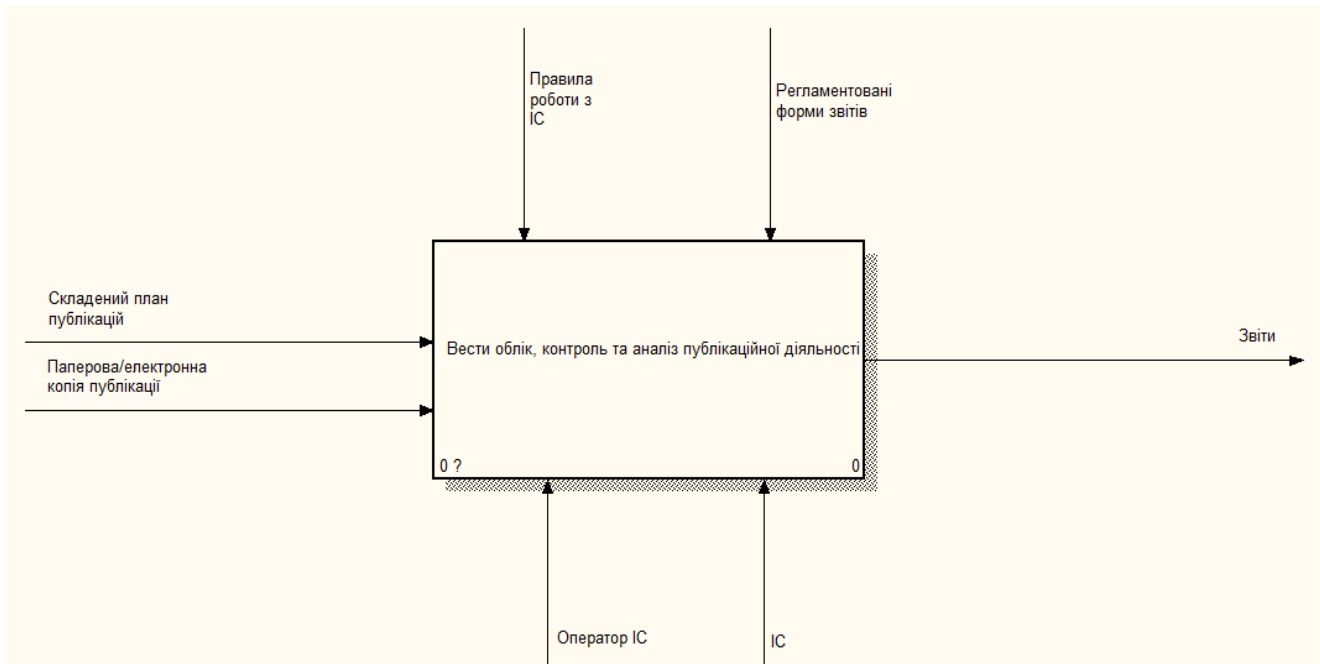 Правила
роботи з
ІС
Регламентовані
форми звітів
Складений план
публікацій
Паперова/електронна
копія публікації
Вести облік, контроль та аналіз публікаційної діяльності
Звіти
0 ?
0
Оператор ІС
ІС